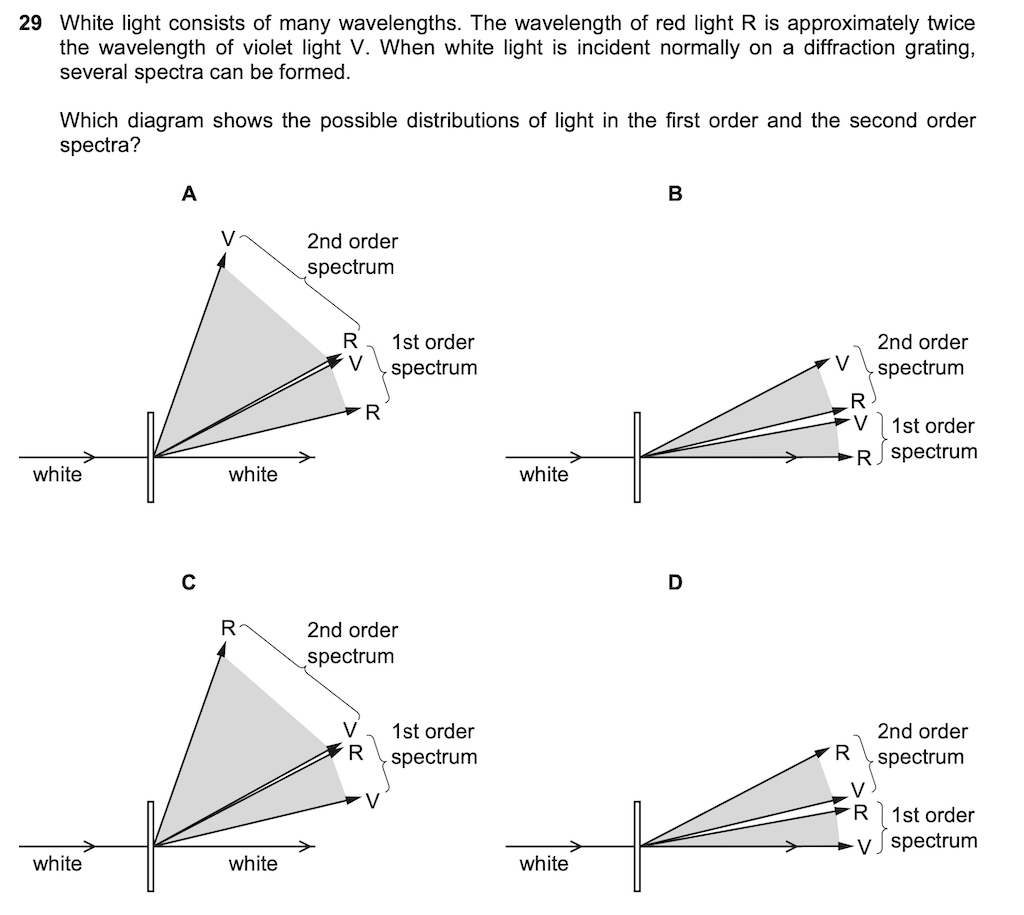 29 White light consists of many wavelengths. The wavelength of red light R is approximately twice
the wavelength of violet light V. When white light is incident normally on a diffraction grating,
several spectra can be formed.
Which diagram shows the possible distributions of light in the first order and the second order
spectra?
A
V
2nd order
spectrum
R
1st order
V
spectrum
R
white
white
B
2nd order
V
spectrum
R
V
1st order
R
spectrum
white
C
R
2nd order
spectrum
V
1st order
R
spectrum
V
white
white
D
2nd order
R
spectrum
V
R
1st order
V
spectrum
white